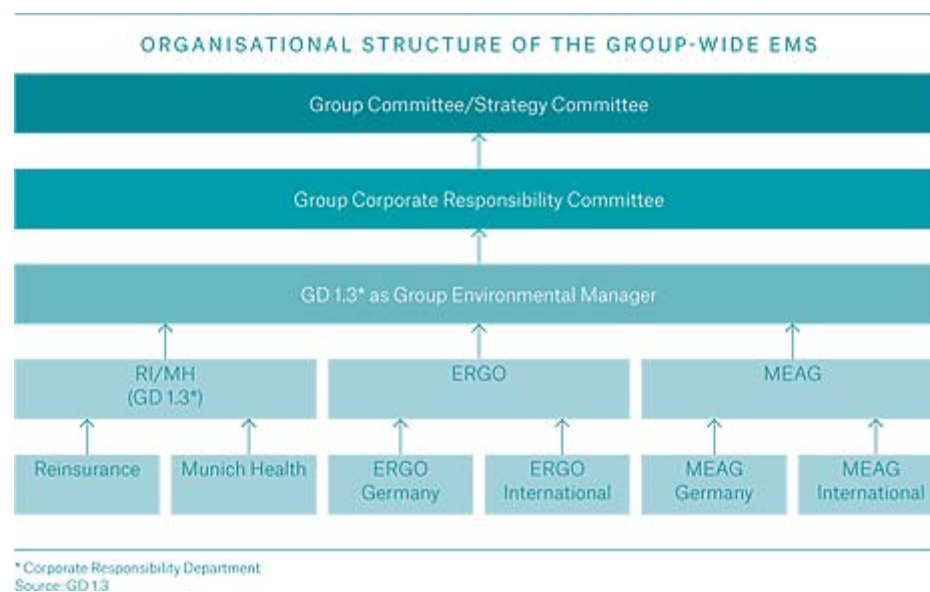 ORGANISATIONAL STRUCTURE OF THE GROUP-WIDE EMS
Group Committee/Strategy Committee
Group Corporate Responsibility Committee
GD 1.3* as Group Environmental Manager
RI/MH
(GD 1.3*)
ERGO
MEAG
Reinsurance
Munich Health
ERGO
Germany
ERGO
International
MEAG
Germany
MEAG
International
* Corporate Responsibility Department
Source: GD 1.3